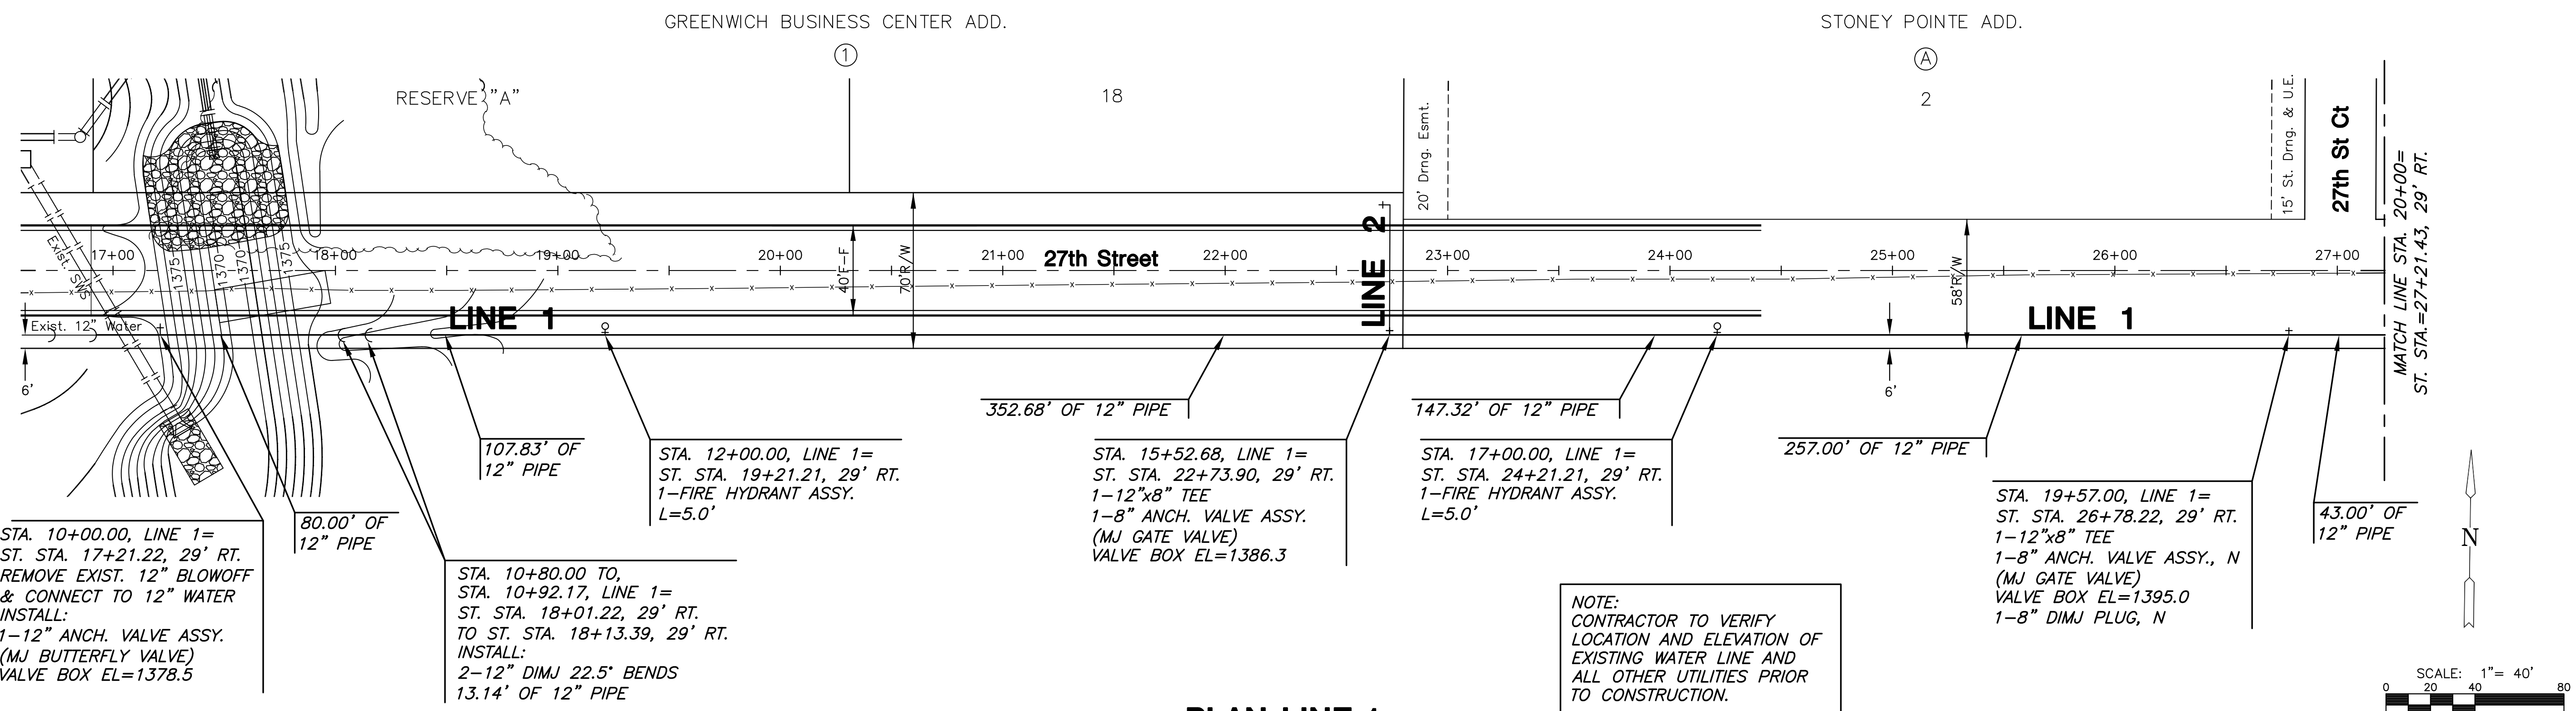 GREENWICH BUSINESS CENTER ADD.
1
STONEY POINTE ADD.
A
RESERVE "A"
18
2
20' Drng. Esmt.
15' St. Drng. & U.E.
27th St Ct
MATCH LINE STA. 20+00=
ST. STA.=27+21.43, 29' RT.
17+00
18+00
19+00
20+00
21+00
22+00
23+00
24+00
25+00
26+00
27+00
27th Street
Exist. SWS
1375
1370
1370
1375
40'F-F
70'R/W
58'R/W
LINE 2
Exist. 12" Water
LINE 1
LINE 1
6'
6'
352.68' OF 12" PIPE
147.32' OF 12" PIPE
257.00' OF 12" PIPE
107.83' OF
12" PIPE
STA. 12+00.00, LINE 1=
ST. STA. 19+21.21, 29' RT.
1-FIRE HYDRANT ASSY.
L=5.0'
STA. 15+52.68, LINE 1=
ST. STA. 22+73.90, 29' RT.
1-12"x8" TEE
1-8" ANCH. VALVE ASSY.
(MJ GATE VALVE)
VALVE BOX EL=1386.3
STA. 17+00.00, LINE 1=
ST. STA. 24+21.21, 29' RT.
1-FIRE HYDRANT ASSY.
L=5.0'
STA. 19+57.00, LINE 1=
ST. STA. 26+78.22, 29' RT.
1-12"x8" TEE
1-8" ANCH. VALVE ASSY., N
(MJ GATE VALVE)
VALVE BOX EL=1395.0
1-8" DIMJ PLUG, N
43.00' OF
12" PIPE
80.00' OF
12" PIPE
STA. 10+00.00, LINE 1=
ST. STA. 17+21.22, 29' RT.
REMOVE EXIST. 12" BLOWOFF
& CONNECT TO 12" WATER
INSTALL:
1-12" ANCH. VALVE ASSY.
(MJ BUTTERFLY VALVE)
VALVE BOX EL=1378.5
STA. 10+80.00 TO,
STA. 10+92.17, LINE 1=
ST. STA. 18+01.22, 29' RT.
TO ST. STA. 18+13.39, 29' RT.
INSTALL:
2-12" DIMJ 22.5° BENDS
13.14' OF 12" PIPE
NOTE:
CONTRACTOR TO VERIFY
LOCATION AND ELEVATION OF
EXISTING WATER LINE AND
ALL OTHER UTILITIES PRIOR
TO CONSTRUCTION.
N
SCALE: 1"= 40'
0 20 40 80
PLAN LINE 1